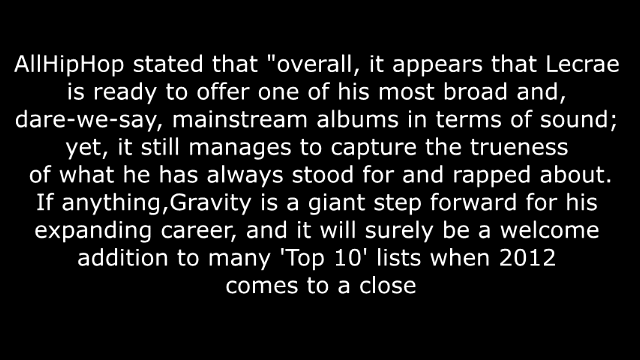 AllHipHop stated that "overall, it appears that Lecrae
is ready to offer one of his most broad and,
dare-we-say, mainstream albums in terms of sound;
yet, it still manages to capture the trueness
of what he has always stood for and rapped about.
If anything,Gravity is a giant step forward for his
expanding career, and it will surely be a welcome
addition to many 'Top 10' lists when 2012
comes to a close